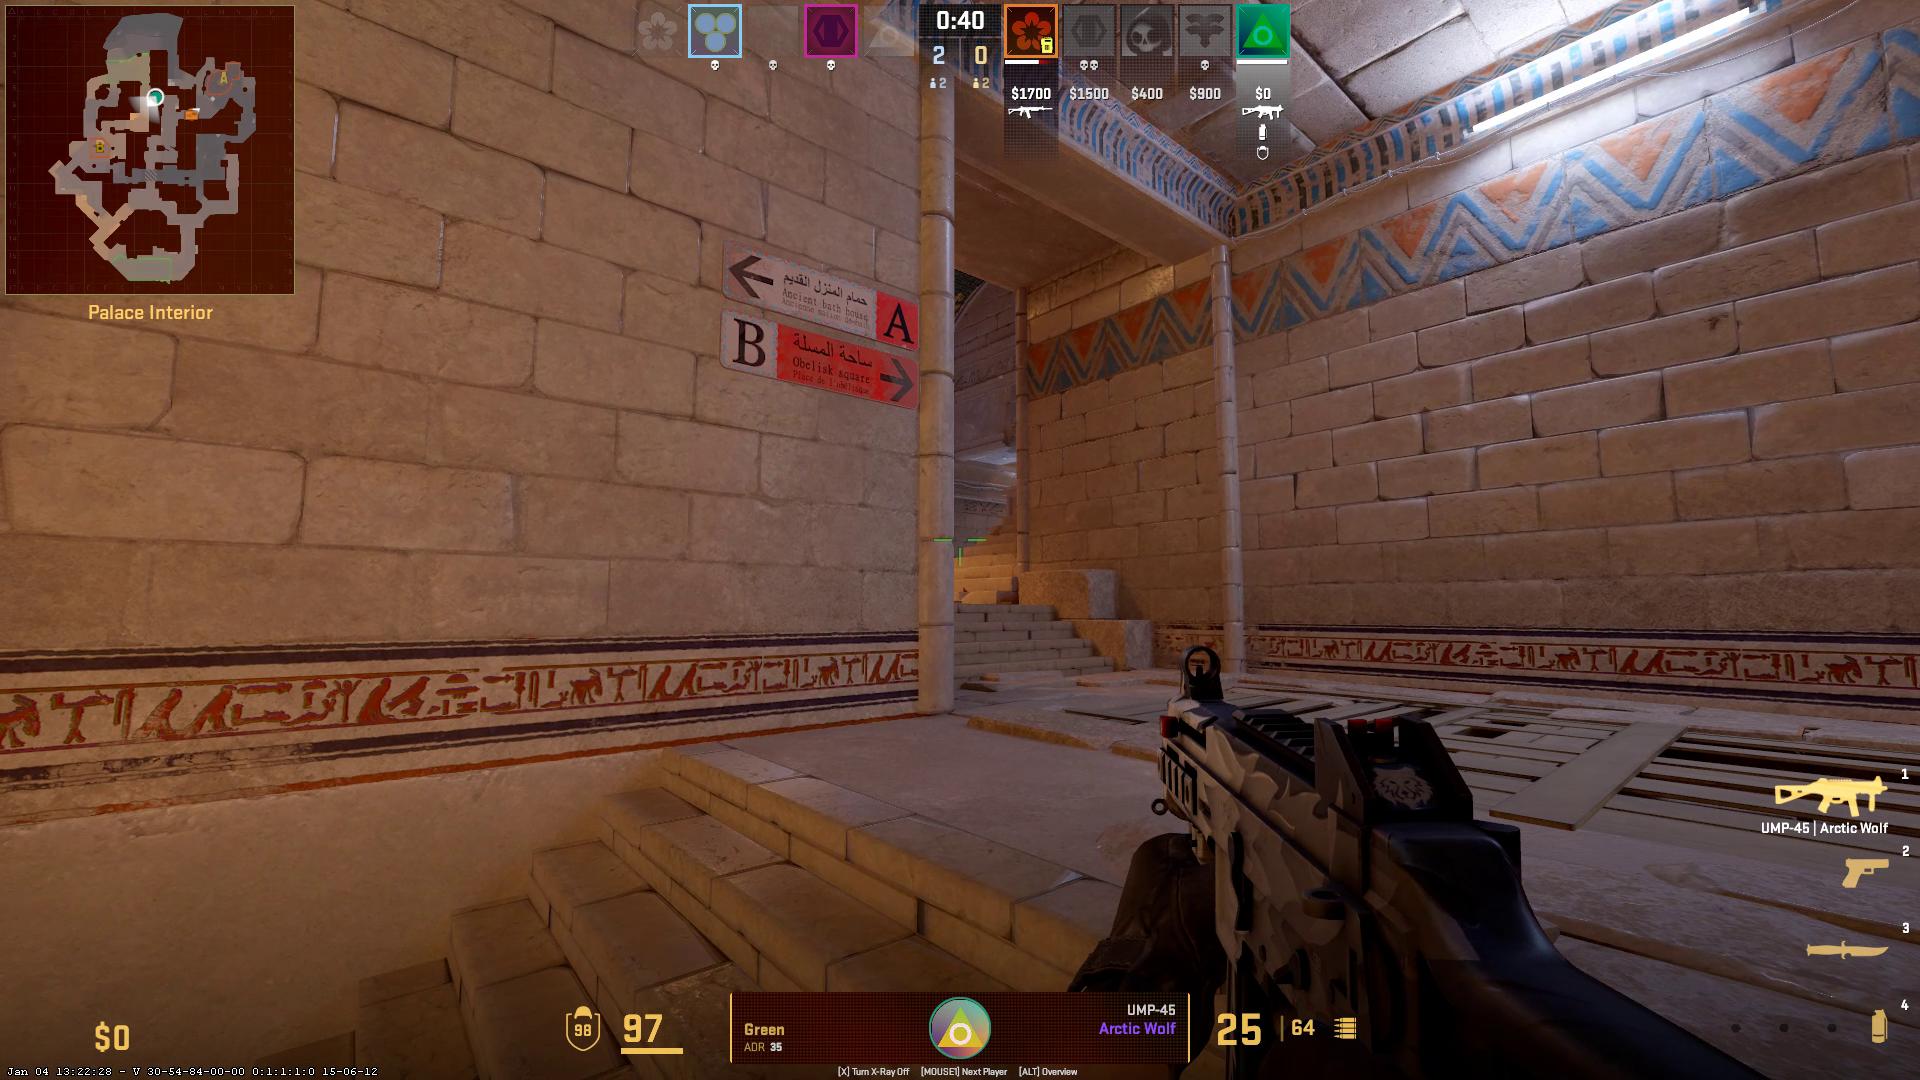 0:40
2
0
2
2
$1700
$1500
$400
$900
$0
A
B
Palace Interior
حمام المنزل القديم
Ancient bath house
A
B
ساحة المسلة
Obelisk square
Place de l'obélisque
1
UMP-45 | Arctic Wolf
2
3
4
$0
98
97
Green
ADR 35
UMP-45
Arctic Wolf
25
64
[X] Turn X-Ray Off [MOUSE1] Next Player [ALT] Overview
Jan 04 13:22:28 - V 30-54-84-00-00 0:1:1:1:0 15-06-12